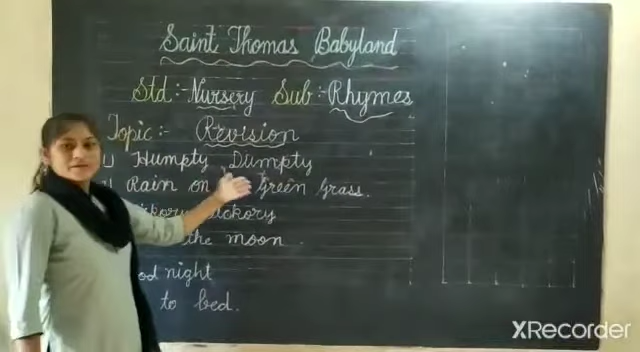 Saint Thomas Babyland
Std :- Nursery Sub :- Rhymes
Topic :- Revision
Humpty Dumpty
Rain on Green Grass.
the moon.
night
to bed.
XRecorder